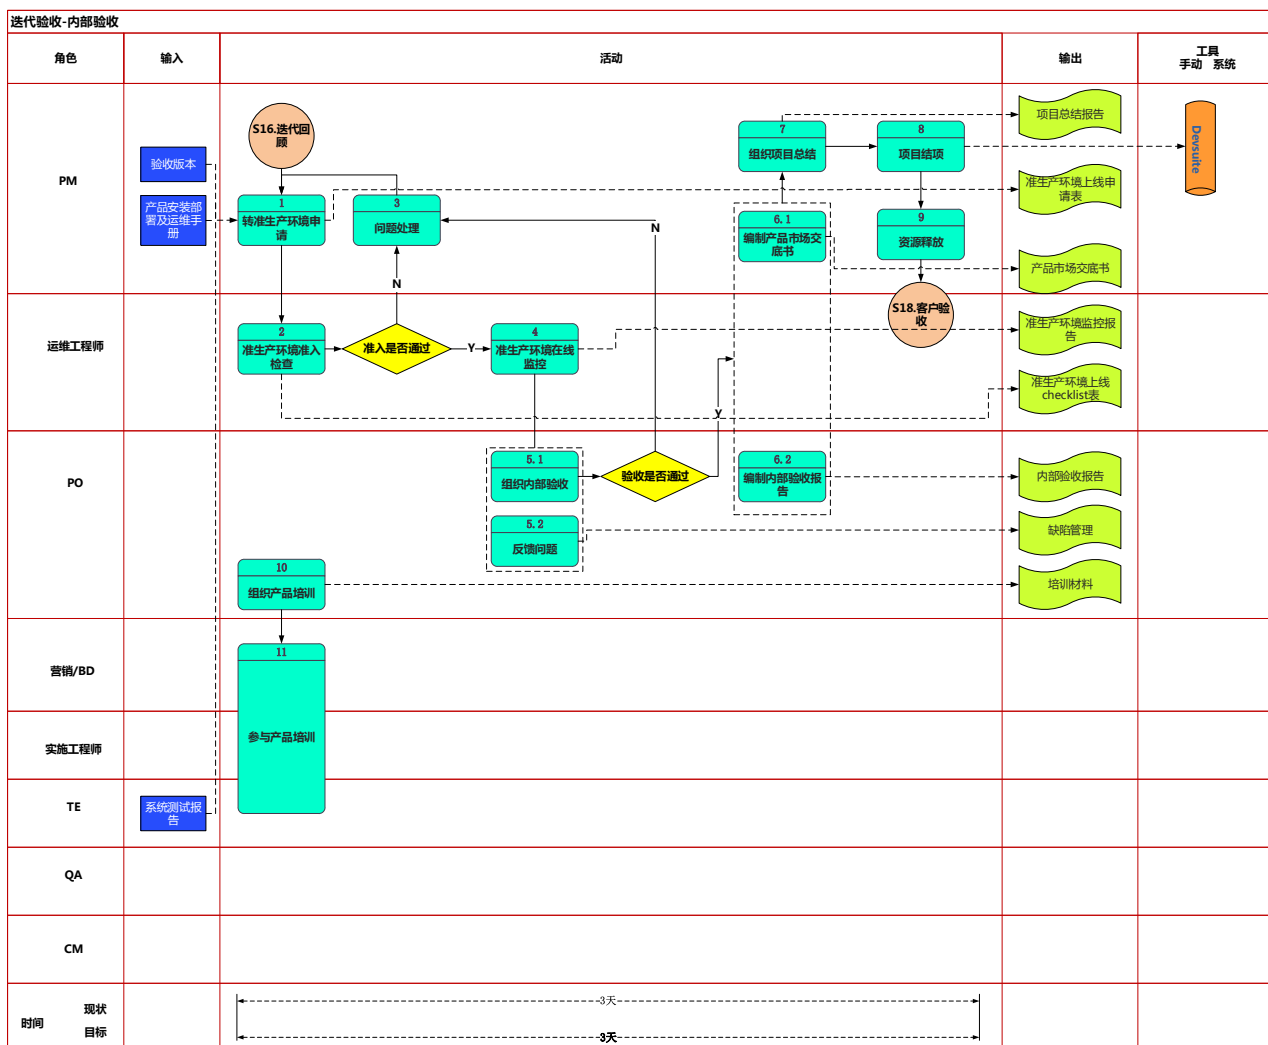 迭代验收-内部验收
角色
输入
活动
输出
工具
手动 系统
PM
验收版本
产品安装部
署及运维手
册
S16.迭代回
顾
1
转准生产环境申
请
3
问题处理
N
7
组织项目总结
8
项目结项
6.1
编制产品市场交
底书
9
资源释放
N
项目总结报告
准生产环境上线申
请表
产品市场交底书
Devsuite
运维工程师
2
准生产环境准入
检查
准入是否通过
Y
4
准生产环境在线
监控
S18.客户验
收
y
准生产环境监控报
告
准生产环境上线
checklist表
PO
5.1
组织内部验收
验收是否通过
6.2
编制内部验收报
告
5.2
反馈问题
10
组织产品培训
内部验收报告
缺陷管理
培训材料
营销/BD
11
参与产品培训
实施工程师
TE
系统测试报
告
QA
CM
时间
现状
目标
3天
3天